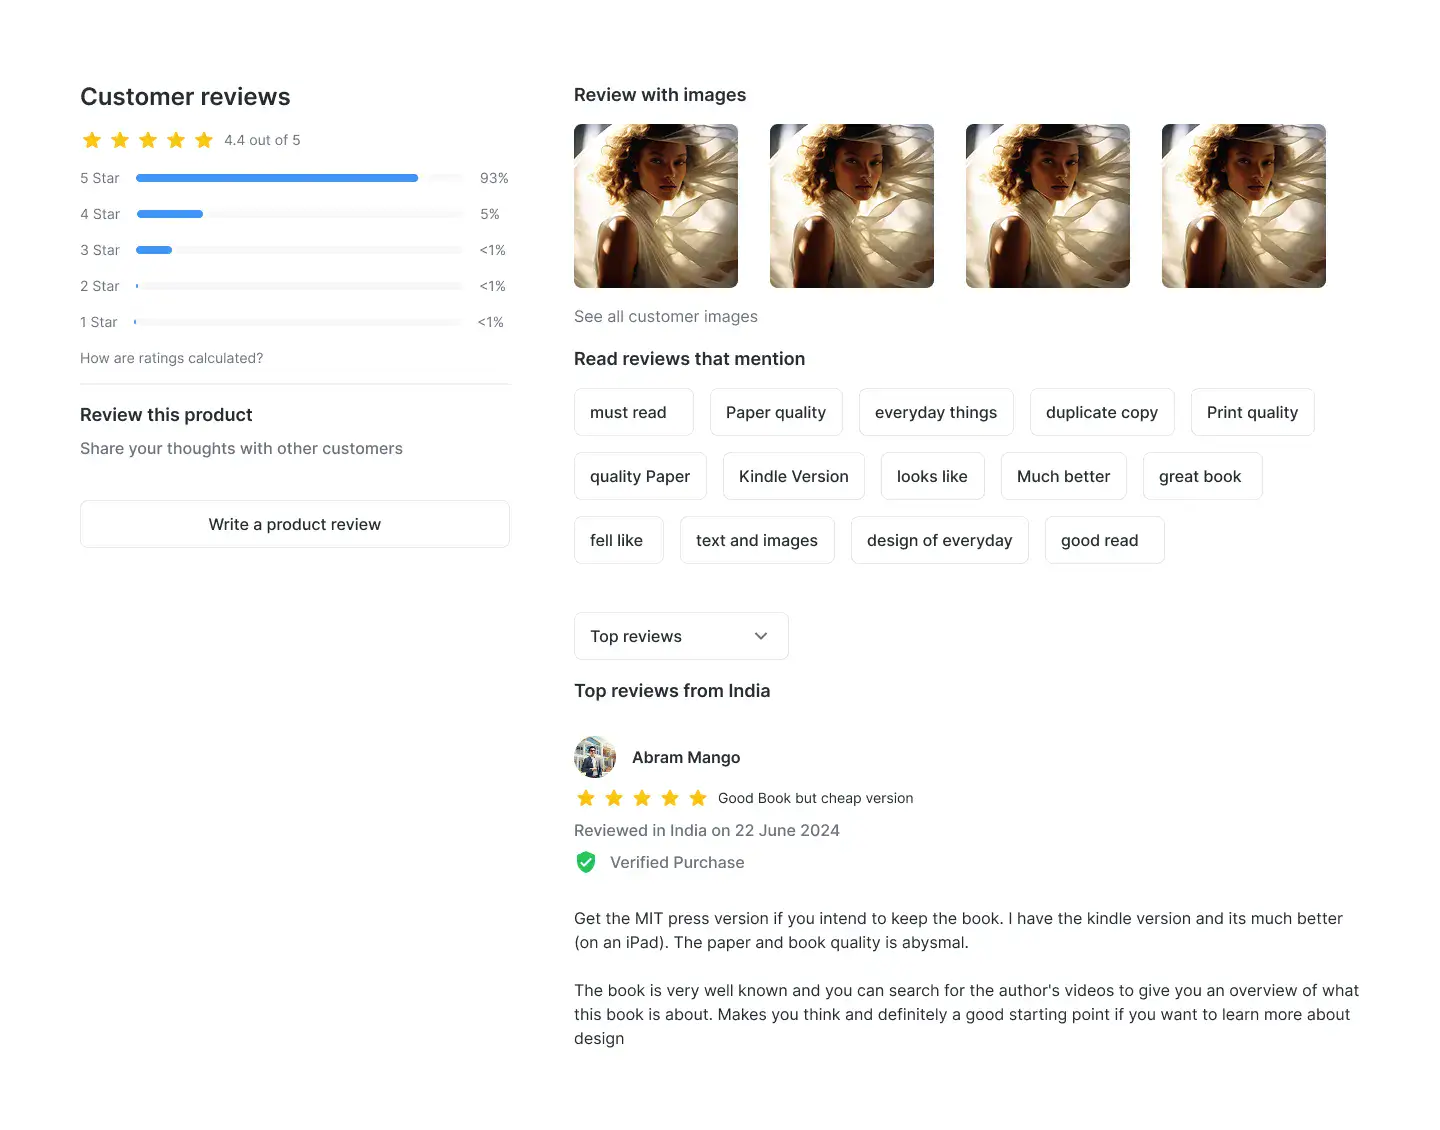 Customer reviews
4.4 out of 5
5 Star 93%
4 Star 5%
3 Star <1%
2 Star <1%
1 Star <1%
How are ratings calculated?
Review this product
Share your thoughts with other customers
Write a product review
Review with images
See all customer images
Read reviews that mention
must read Paper quality everyday things duplicate copy Print quality
quality Paper Kindle Version looks like Much better great book
fell like text and images design of everyday good read
Top reviews
Top reviews from India
Abram Mango
Good Book but cheap version
Reviewed in India on 22 June 2024
Verified Purchase
Get the MIT press version if you intend to keep the book. I have the kindle version and its much better
(on an iPad). The paper and book quality is abysmal.
The book is very well known and you can search for the author's videos to give you an overview of what
this book is about. Makes you think and definitely a good starting point if you want to learn more about
design